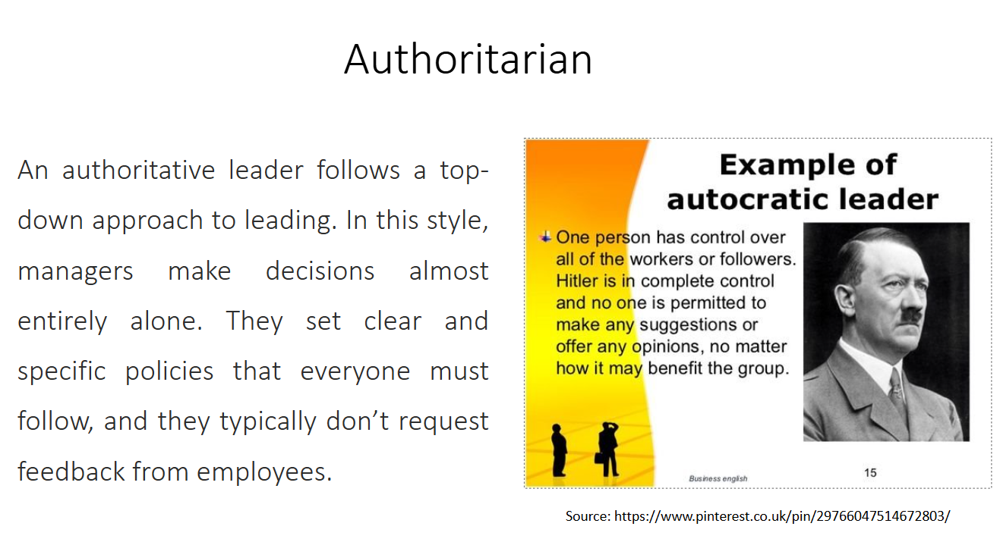 Authoritarian
An authoritative leader follows a top-
down approach to leading. In this style,
managers make decisions almost
entirely alone. They set clear and
specific policies that everyone must
follow, and they typically don’t request
feedback from employees.
Example of
autocratic leader
One person has control over
all of the workers or followers.
Hitler is in complete control
and no one is permitted to
make any suggestions or
offer any opinions, no matter
how it may benefit the group.
Business english
15
Source: https://www.pinterest.co.uk/pin/29766047514672803/